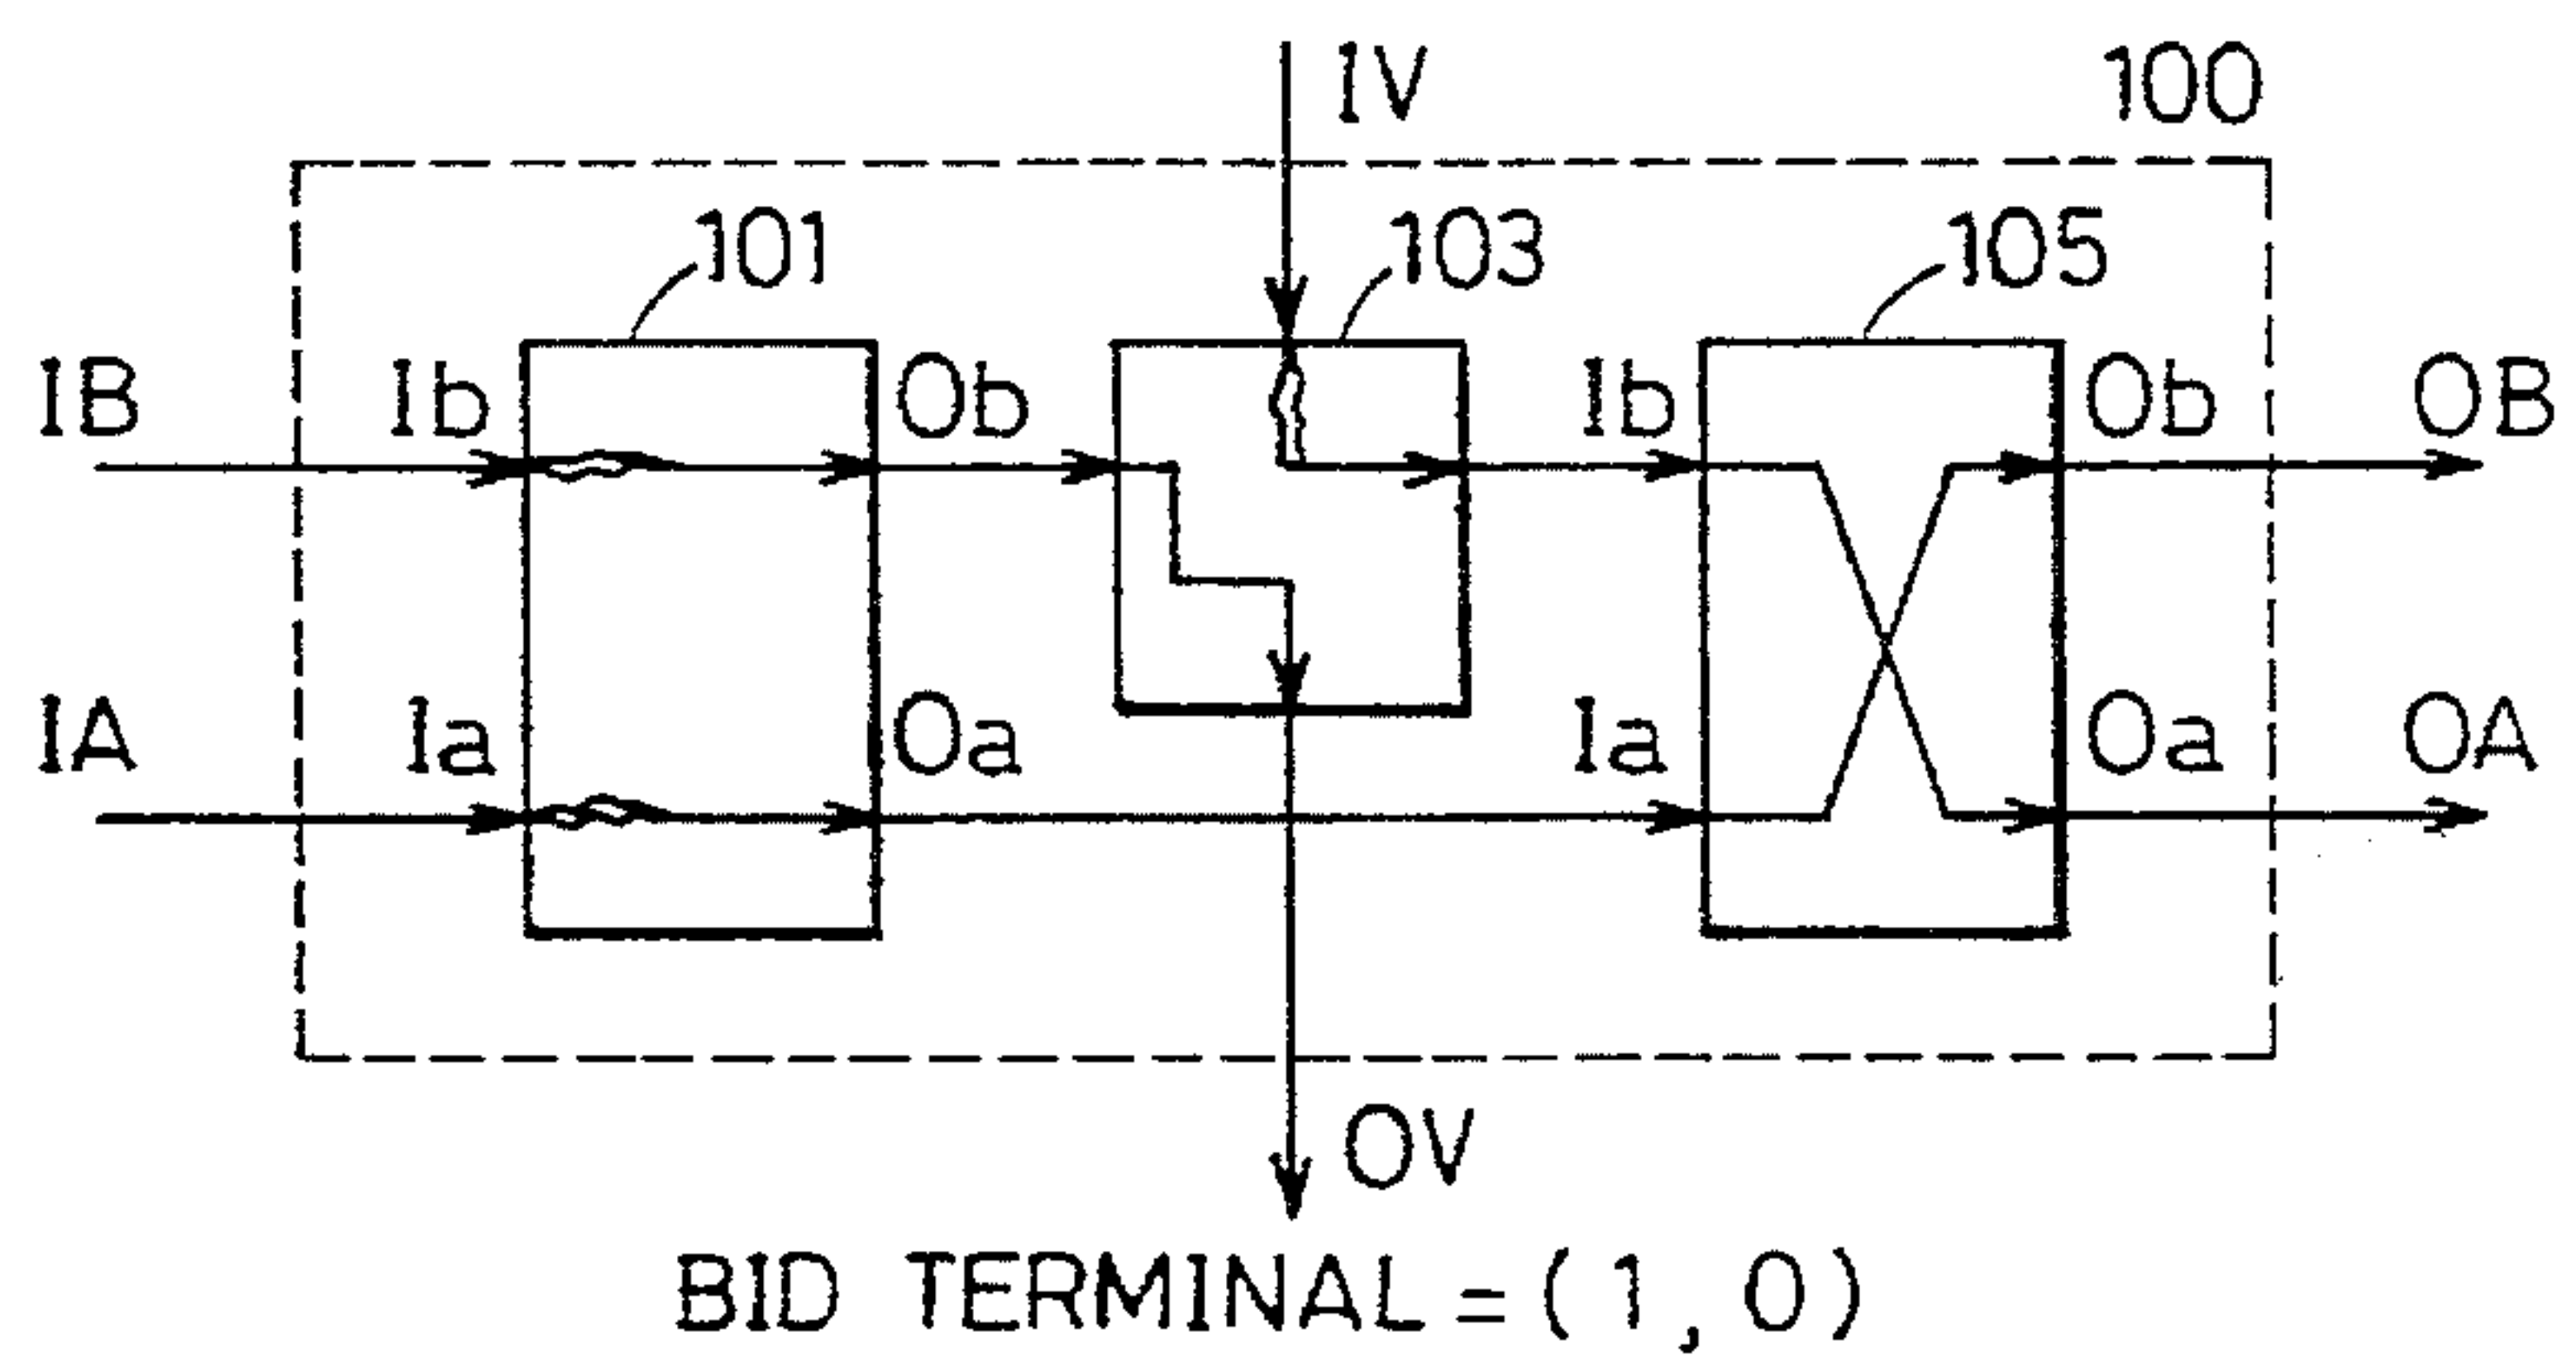 IV 100
101 103 105
IB Ib Ob Ib Ob OB
IA Ia Oa Ia Oa OA
OV
BID TERMINAL = (1, 0)